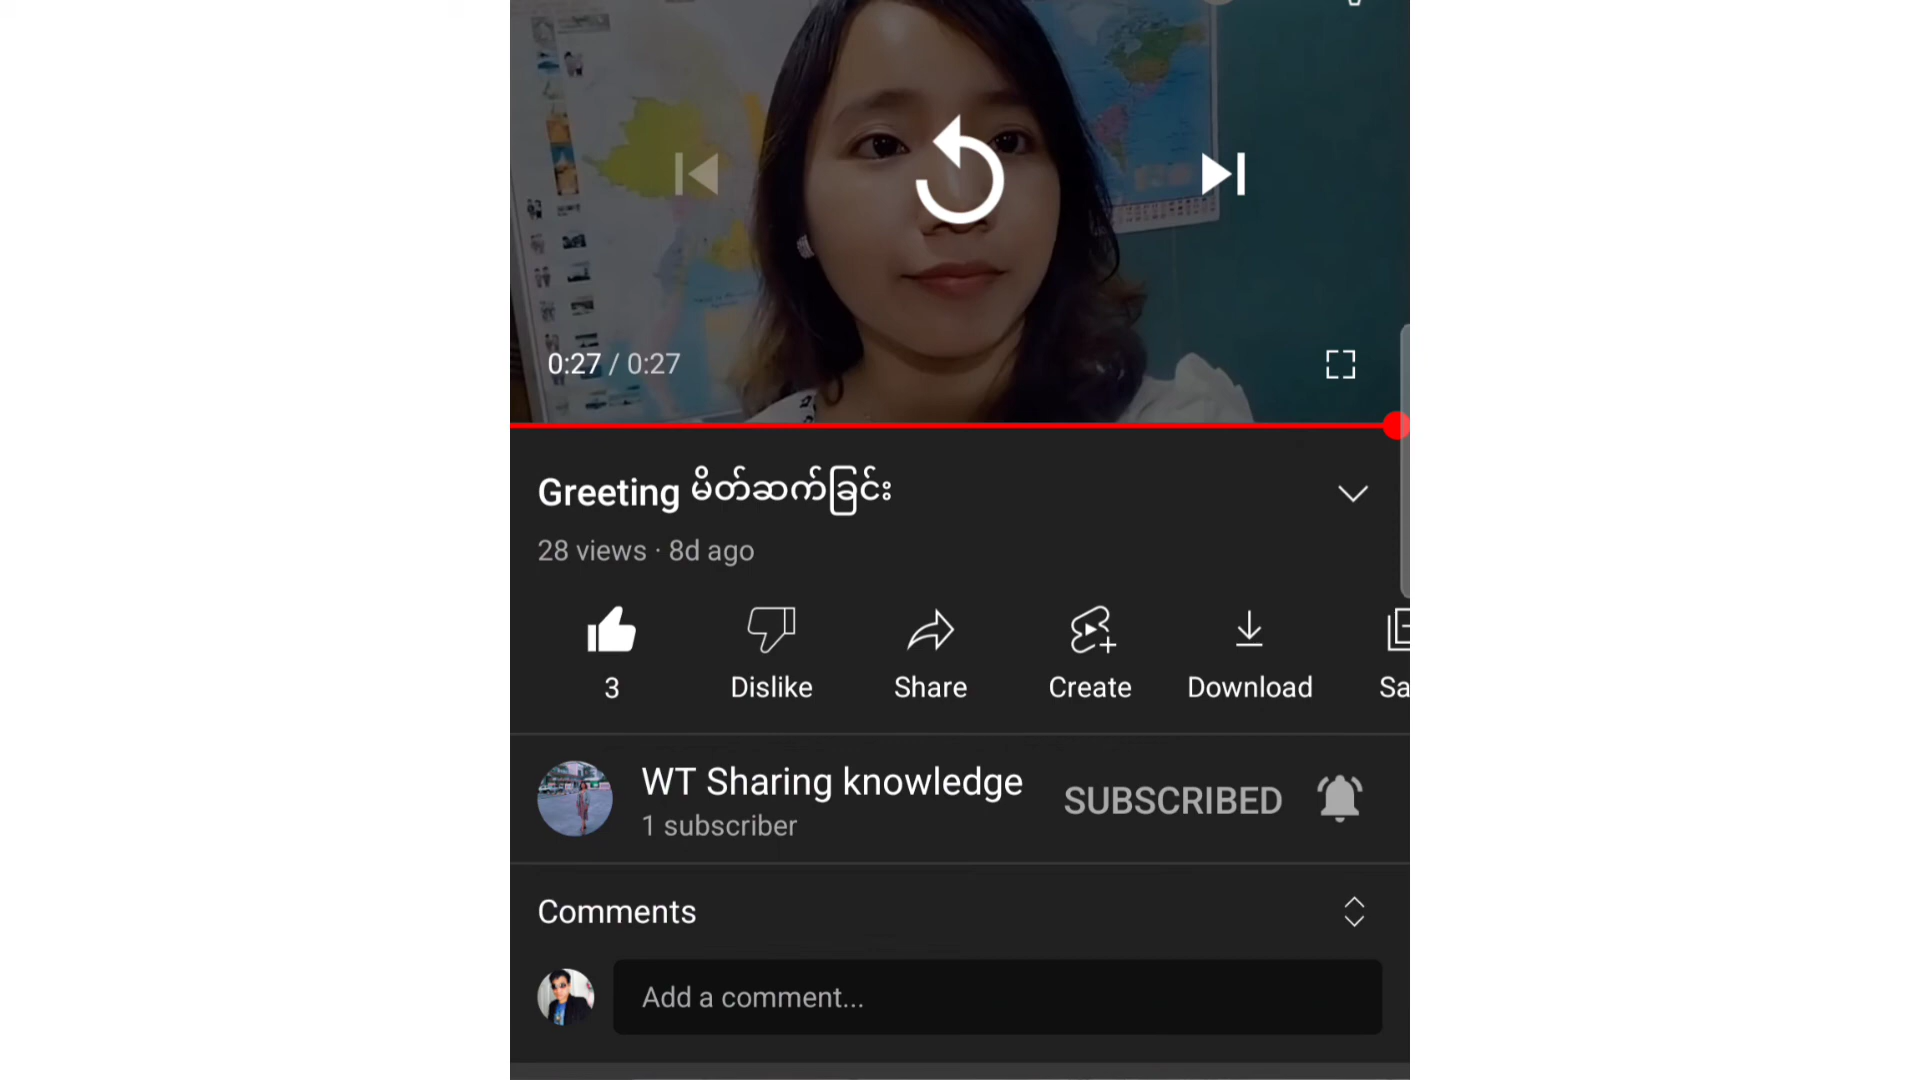 0:27 / 0:27
Greeting မိတ်ဆက်ခြင်း
28 views · 8d ago
3 Dislike Share Create Download Sa
WT Sharing knowledge
1 subscriber
SUBSCRIBED
Comments
Add a comment...